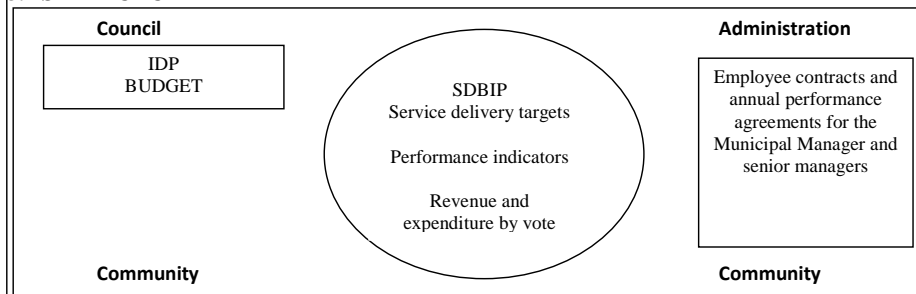 Council
IDP
BUDGET
SDBIP
Service delivery targets
Performance indicators
Revenue and
expenditure by vote
Administration
Employee contracts and
annual performance
agreements for the
Municipal Manager and
senior managers
Community
Community